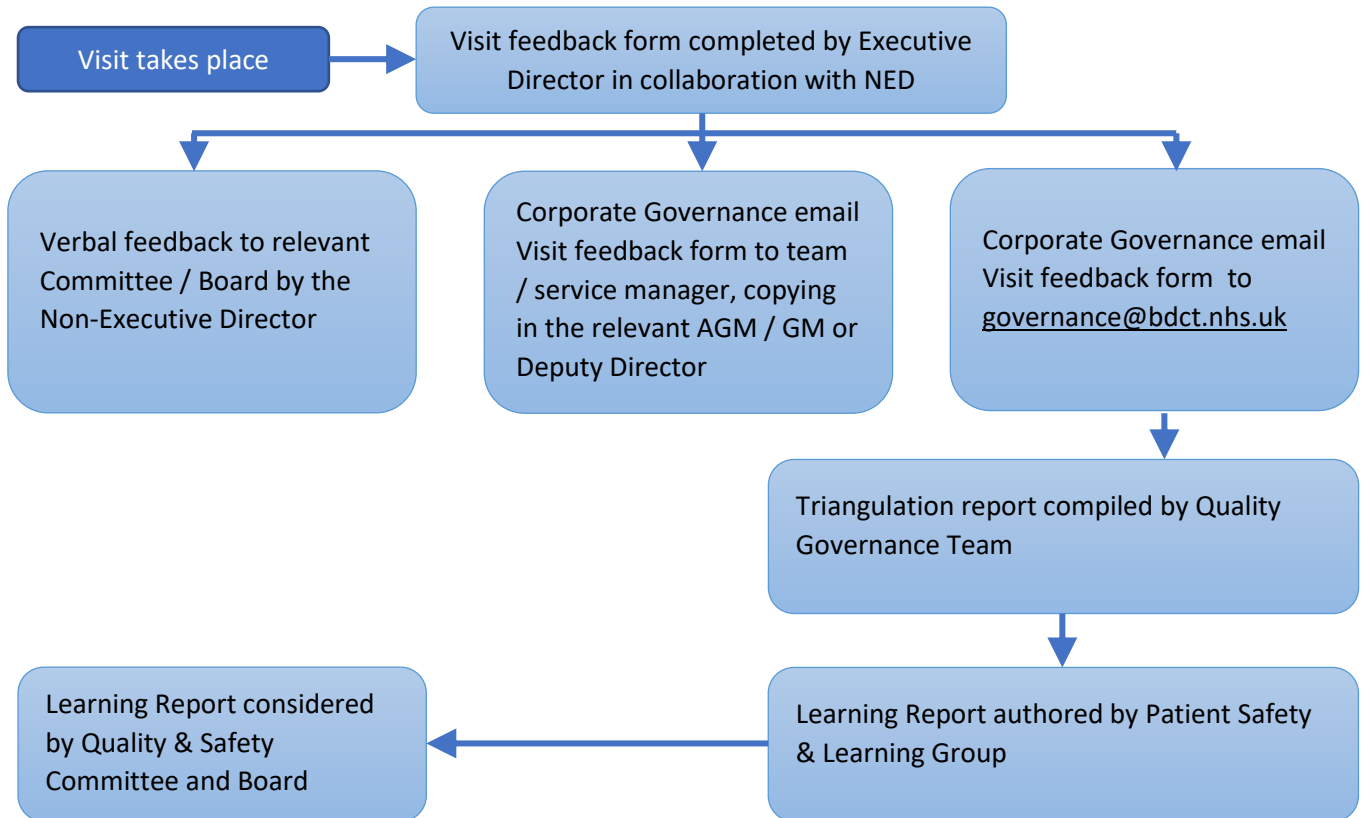 Visit takes place
Visit feedback form completed by Executive
Director in collaboration with NED
Verbal feedback to relevant
Committee / Board by the
Non-Executive Director
Corporate Governance email
Visit feedback form to team
/ service manager, copying
in the relevant AGM / GM or
Deputy Director
Corporate Governance email
Visit feedback form  to
governance@bdct.nhs.uk
Triangulation report compiled by Quality
Governance Team
Learning Report authored by Patient Safety
& Learning Group
Learning Report considered
by Quality & Safety
Committee and Board